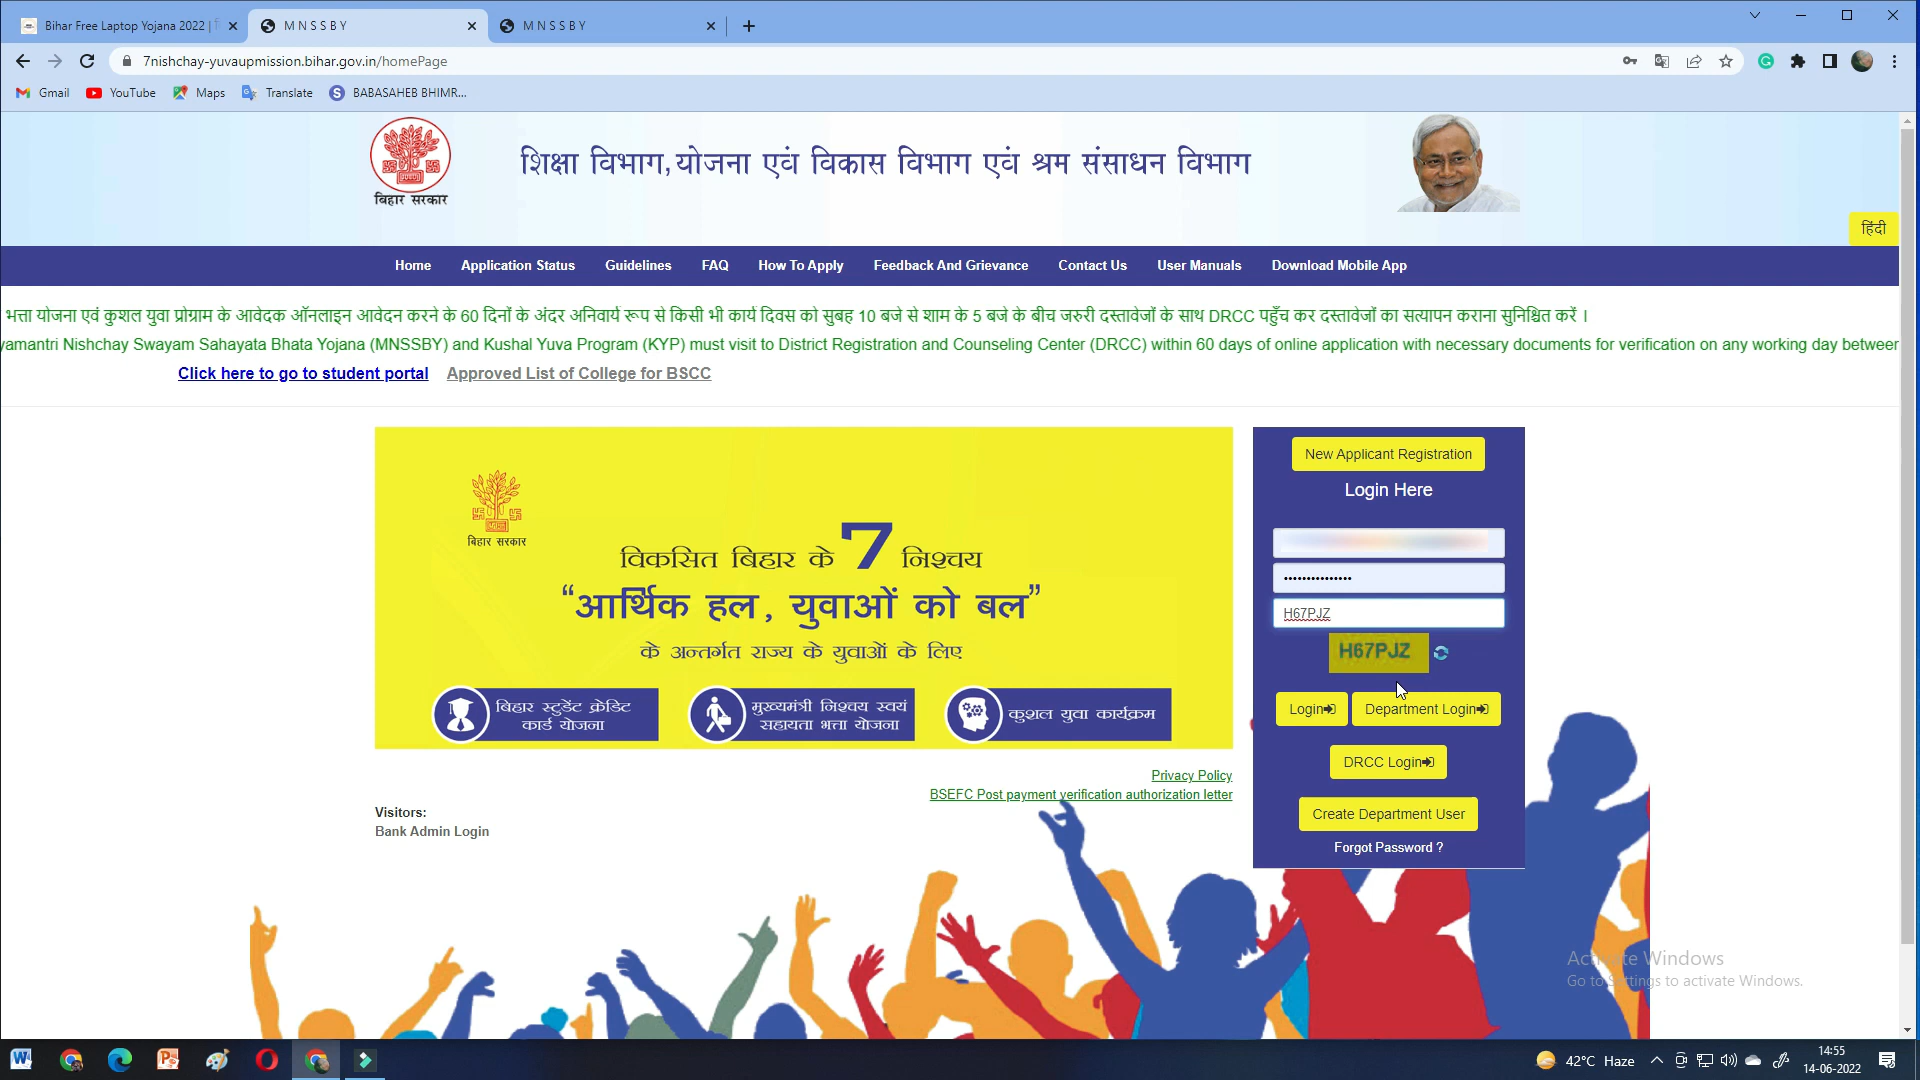 Bihar Free Laptop Yojana 2022 |
M N S S B Y
M N S S B Y
7nishchay-yuvaupmission.bihar.gov.in/homePage
Gmail
YouTube
Maps
Translate
BABASAHEB BHIMR...
बिहार सरकार
शिक्षा विभाग, योजना एवं विकास विभाग एवं श्रम संसाधन विभाग
हिंदी
Home Application Status Guidelines FAQ How To Apply Feedback And Grievance Contact Us User Manuals Download Mobile App
भत्ता योजना एवं कुशल युवा प्रोग्राम के आवेदक ऑनलाइन आवेदन करने के 60 दिनों के अंदर अनिवार्य रूप से किसी भी कार्य दिवस को सुबह 10 बजे से शाम के 5 बजे के बीच जरुरी दस्तावेजों के साथ DRCC पहुँच कर दस्तावेजों का सत्यापन कराना सुनिश्चित करें ।
yamantri Nishchay Swayam Sahayata Bhata Yojana (MNSSBY) and Kushal Yuva Program (KYP) must visit to District Registration and Counseling Center (DRCC) within 60 days of online application with necessary documents for verification on any working day betweer
Click here to go to student portal Approved List of College for BSCC
बिहार सरकार
विकसित बिहार के 7 निश्चय
“आर्थिक हल, युवाओं को बल”
के अन्तर्गत राज्य के युवाओं के लिए
बिहार स्टुडेंट क्रेडिट
कार्ड योजना
मुख्यमंत्री निश्चय स्वयं
सहायता भत्ता योजना
कुशल युवा कार्यक्रम
New Applicant Registration
Login Here
H67PJZ
H67PJZ
Login Department Login
DRCC Login
Create Department User
Forgot Password ?
Privacy Policy
BSEFC Post payment verification authorization letter
Visitors:
Bank Admin Login
Activate Windows
Go to Settings to activate Windows.
42°C Haze
14:55
14-06-2022